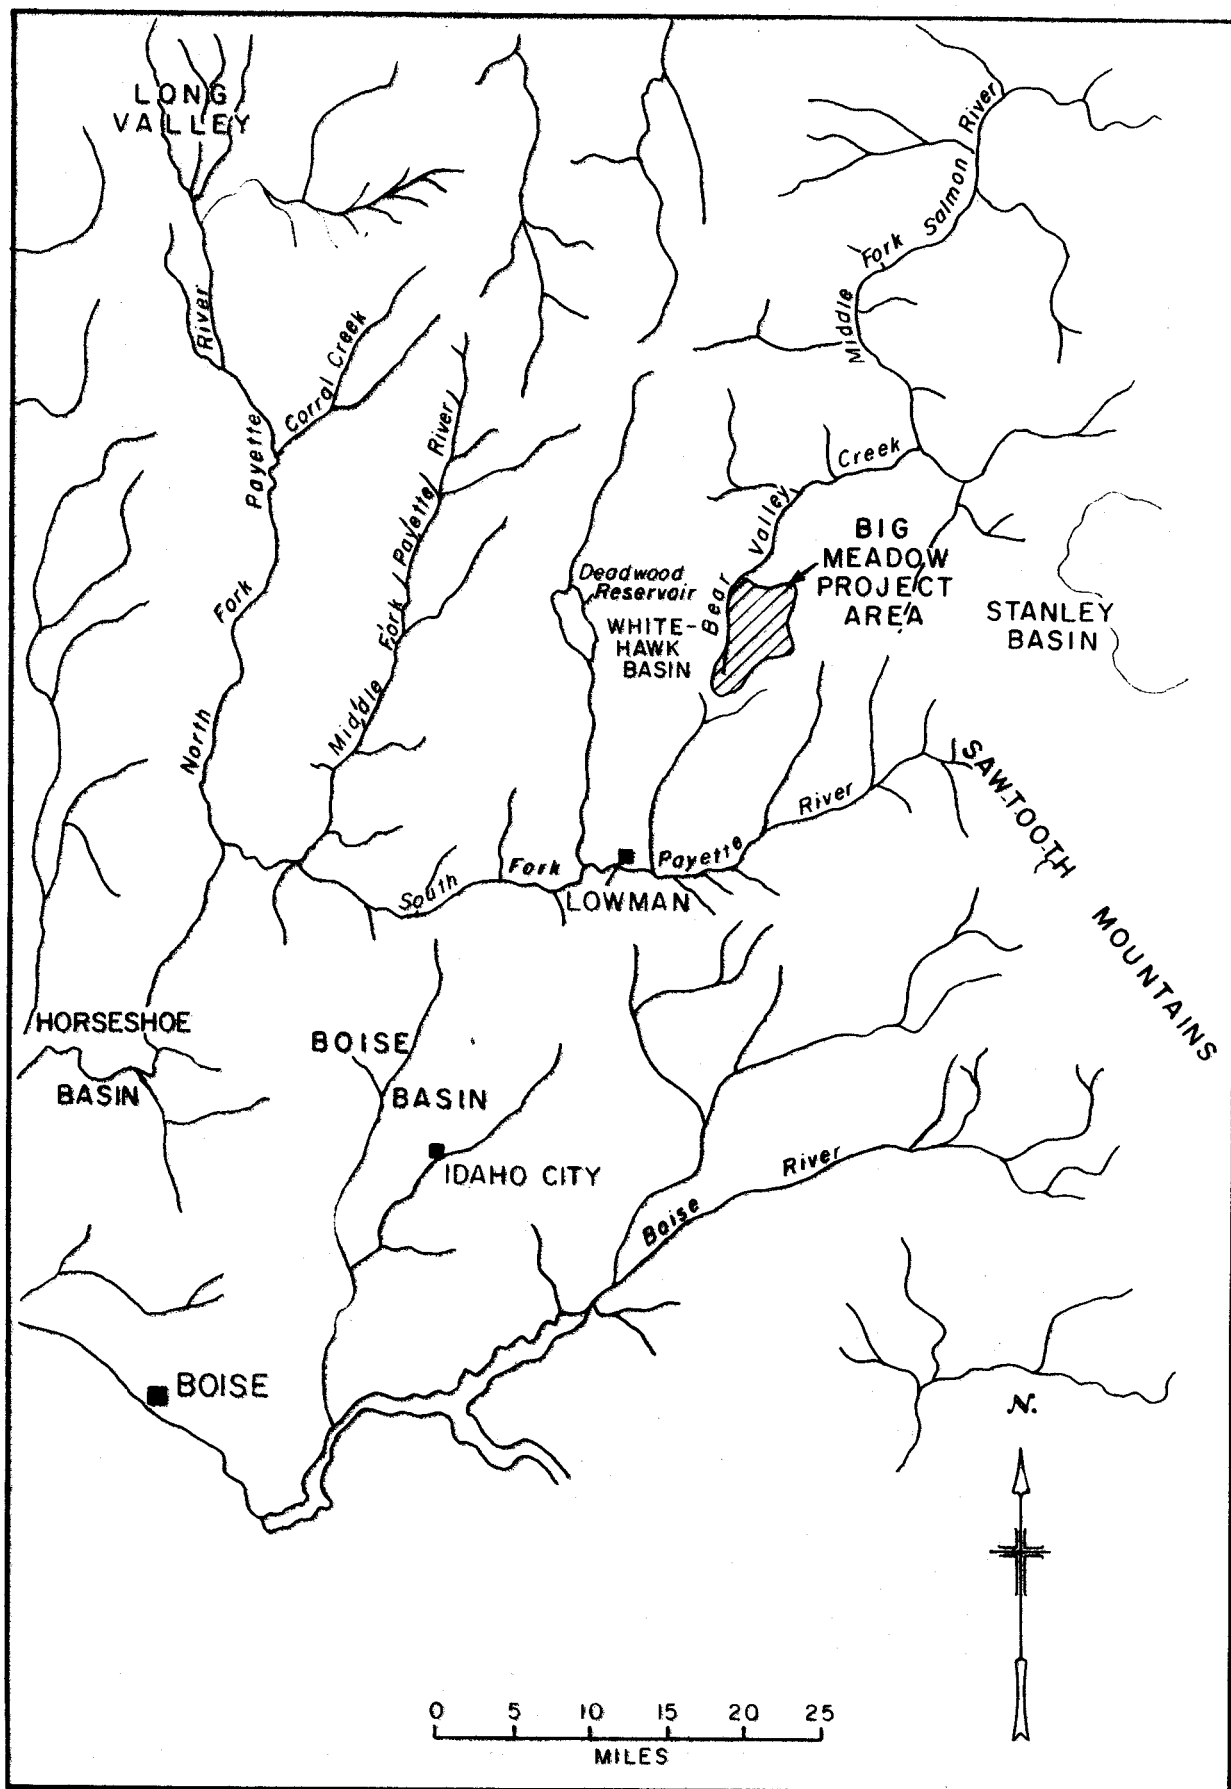 LONG
VALLEY
River
Middle Fork Salmon River
Corral Creek
North Fork Payette River
Middle Fork Payette River
Bear Valley Creek
BIG
MEADOW
PROJECT
AREA
Deadwood
Reservoir
WHITE-
HAWK
BASIN
STANLEY
BASIN
SAWTOOTH MOUNTAINS
South Fork Payette River
LOWMAN
HORSESHOE
BASIN
BOISE
BASIN
IDAHO CITY
Boise River
BOISE
N.
0 5 10 15 20 25
MILES